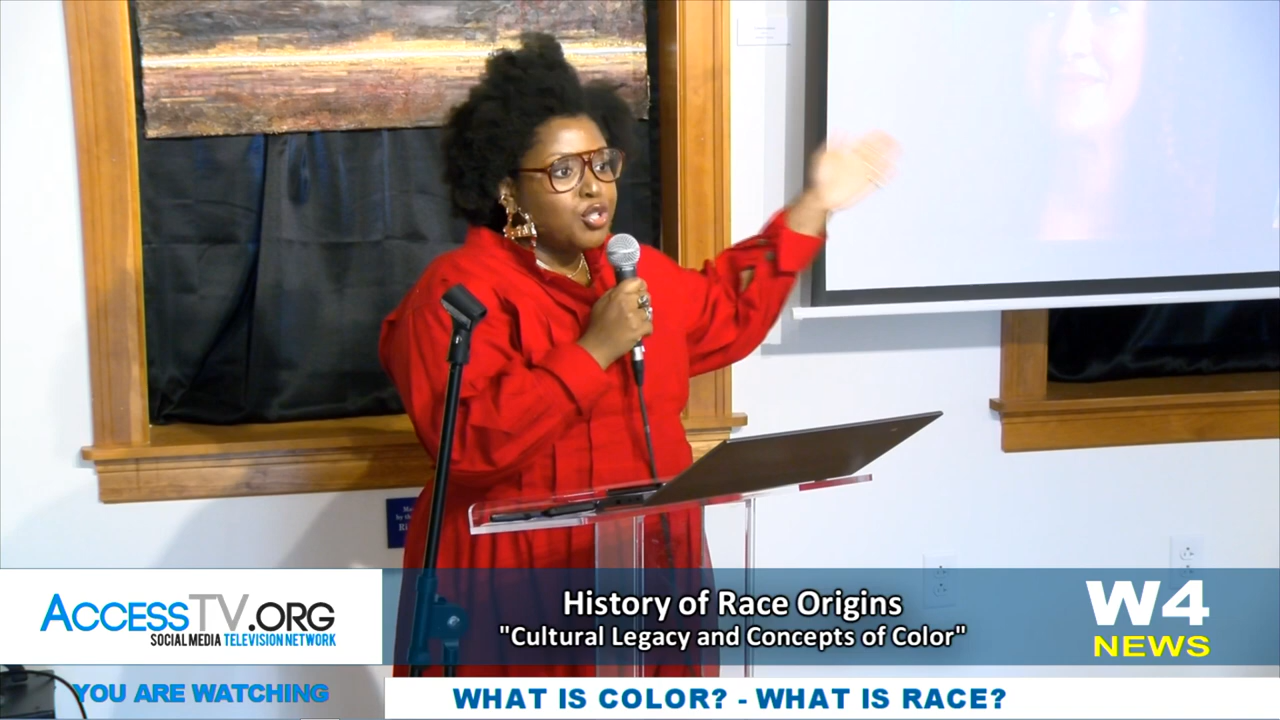 ACCESSTV.ORG
SOCIAL MEDIA TELEVISION NETWORK
History of Race Origins
"Cultural Legacy and Concepts of Color"
W4
NEWS
YOU ARE WATCHING
WHAT IS COLOR? - WHAT IS RACE?